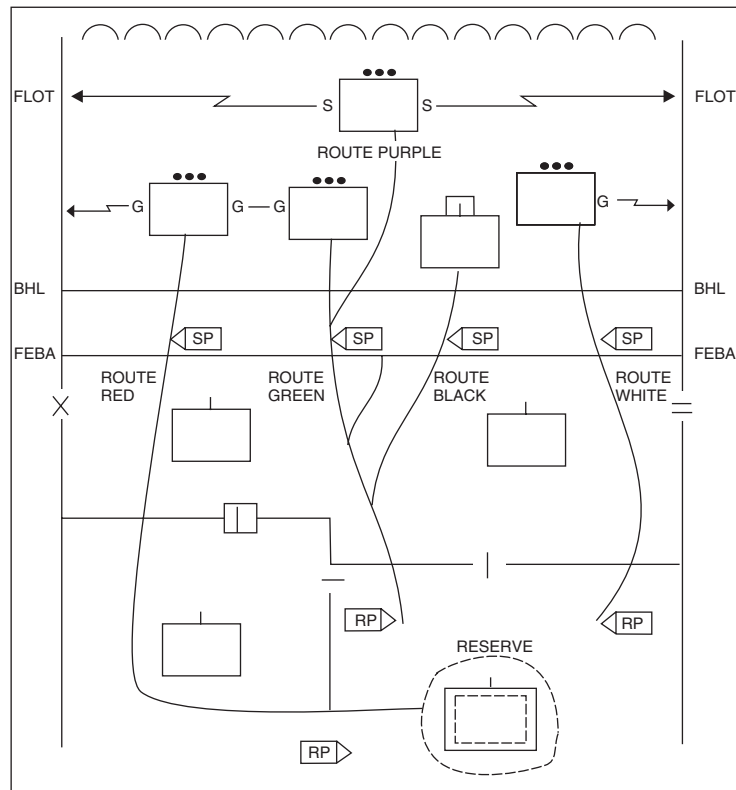 FLOT
S
S
FLOT
ROUTE PURPLE
G
G
G
G
BHL
BHL
SP
SP
SP
SP
FEBA
FEBA
ROUTE
RED
ROUTE
GREEN
ROUTE
BLACK
ROUTE
WHITE
RP
RP
RESERVE
RP